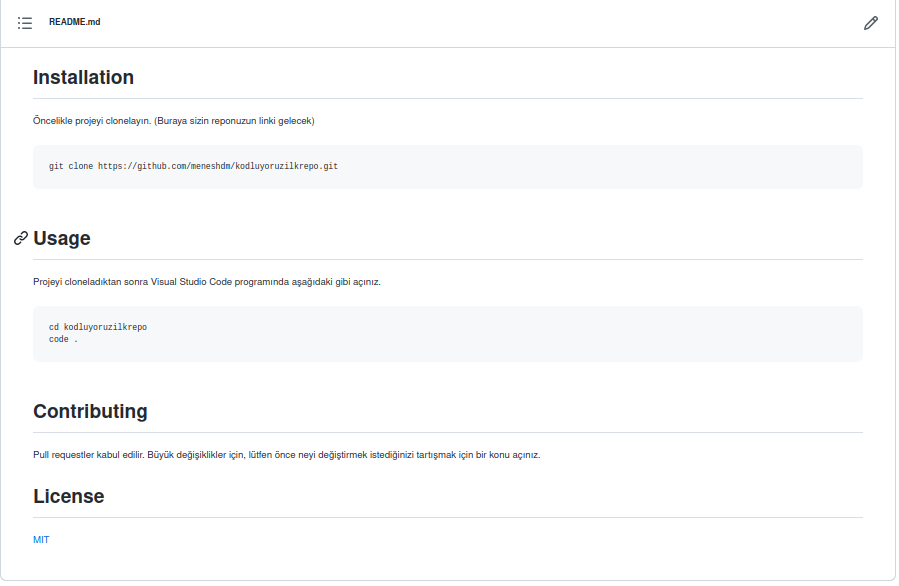 README.md
Installation
Öncelikle projeyi clonelayın. (Buraya sizin reponuzun linki gelecek)
git clone https://github.com/meneshdm/kodluyoruzilkrepo.git
Usage
Projeyi cloneladıktan sonra Visual Studio Code programında aşağıdaki gibi açınız.
cd kodluyoruzilkrepo
code .
Contributing
Pull requestler kabul edilir. Büyük değişiklikler için, lütfen önce neyi değiştirmek istediğinizi tartışmak için bir konu açınız.
License
MIT